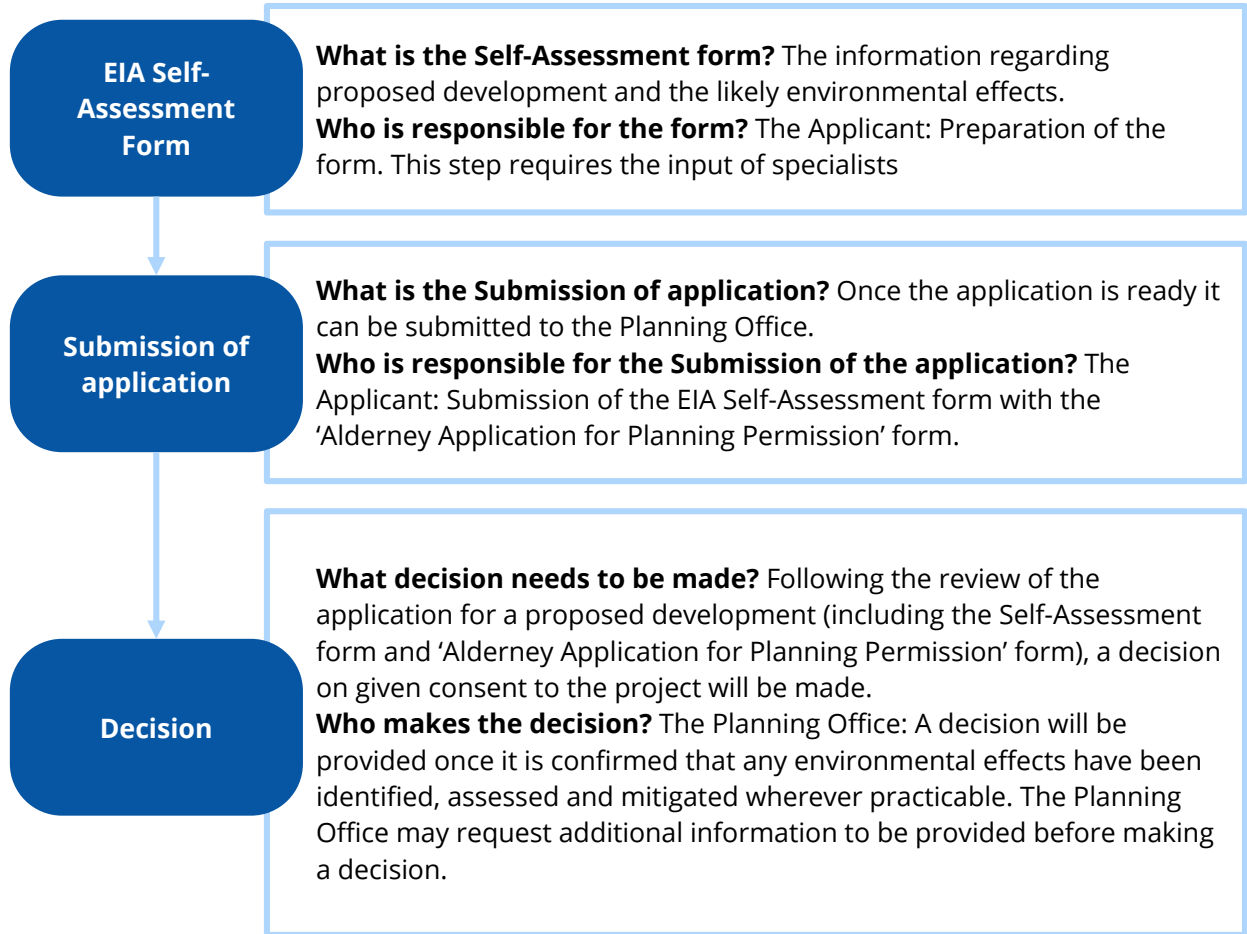 EIA Self-
Assessment
Form
What is the Self-Assessment form? The information regarding
proposed development and the likely environmental effects.
Who is responsible for the form? The Applicant: Preparation of the
form. This step requires the input of specialists
Submission of
application
What is the Submission of application? Once the application is ready it
can be submitted to the Planning Office.
Who is responsible for the Submission of the application? The
Applicant: Submission of the EIA Self-Assessment form with the
‘Alderney Application for Planning Permission’ form.
Decision
What decision needs to be made? Following the review of the
application for a proposed development (including the Self-Assessment
form and ‘Alderney Application for Planning Permission’ form), a decision
on given consent to the project will be made.
Who makes the decision? The Planning Office: A decision will be
provided once it is confirmed that any environmental effects have been
identified, assessed and mitigated wherever practicable. The Planning
Office may request additional information to be provided before making
a decision.